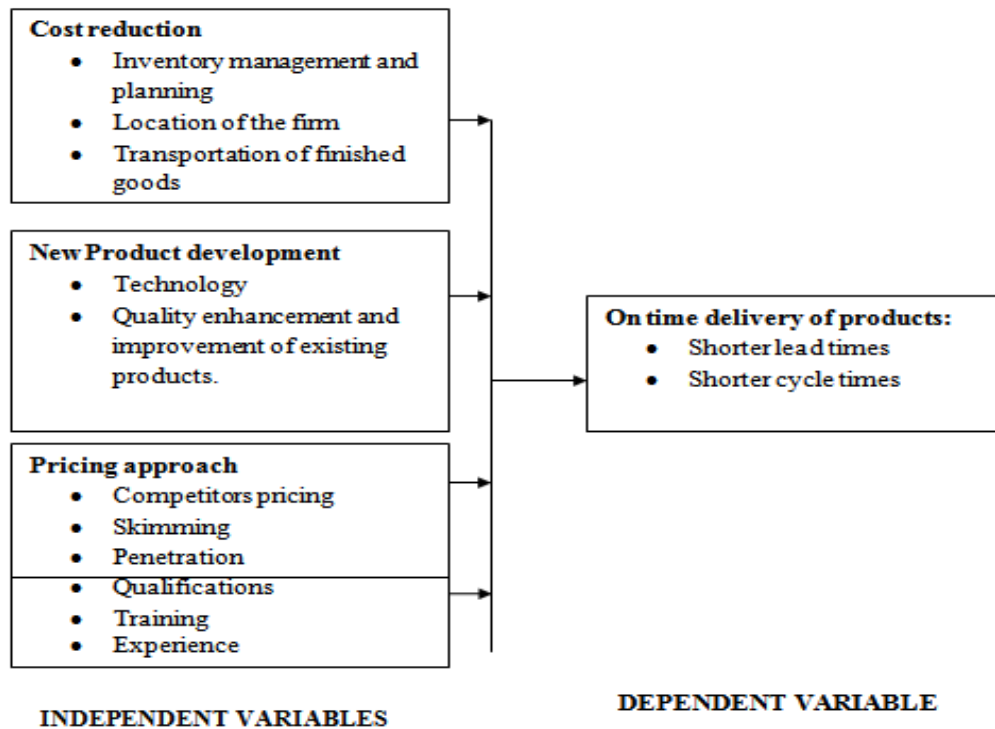 Cost reduction
• Inventory management and
planning
• Location of the firm
• Transportation of finished
goods
New Product development
• Technology
• Quality enhancement and
improvement of existing
products.
Pricing approach
• Competitors pricing
• Skimming
• Penetration
• Qualifications
• Training
• Experience
INDEPENDENT VARIABLES
On time delivery of products:
• Shorter lead times
• Shorter cycle times
DEPENDENT VARIABLE